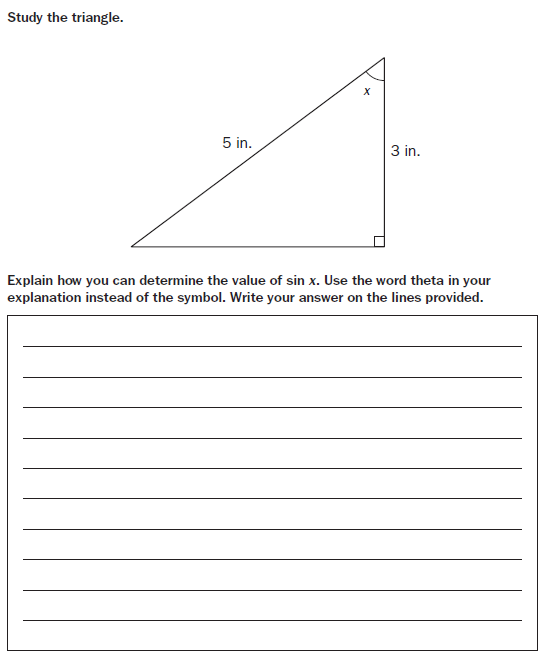 Study the triangle.
x
5 in.
3 in.
Explain how you can determine the value of sin x. Use the word theta in your
explanation instead of the symbol. Write your answer on the lines provided.